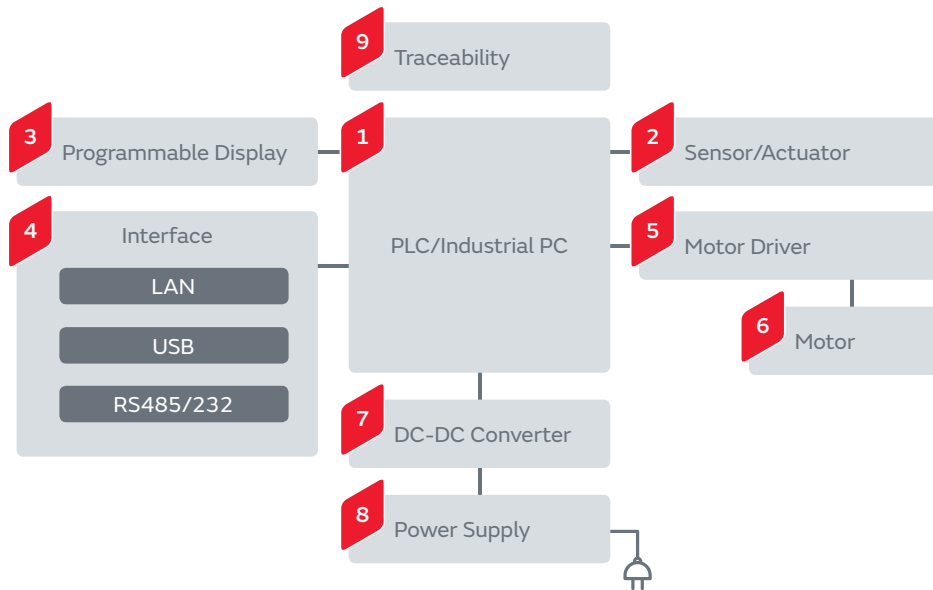 9
Traceability
3
Programmable Display
1
PLC/Industrial PC
2
Sensor/Actuator
4
Interface
LAN
USB
RS485/232
5
Motor Driver
6
Motor
7
DC-DC Converter
8
Power Supply